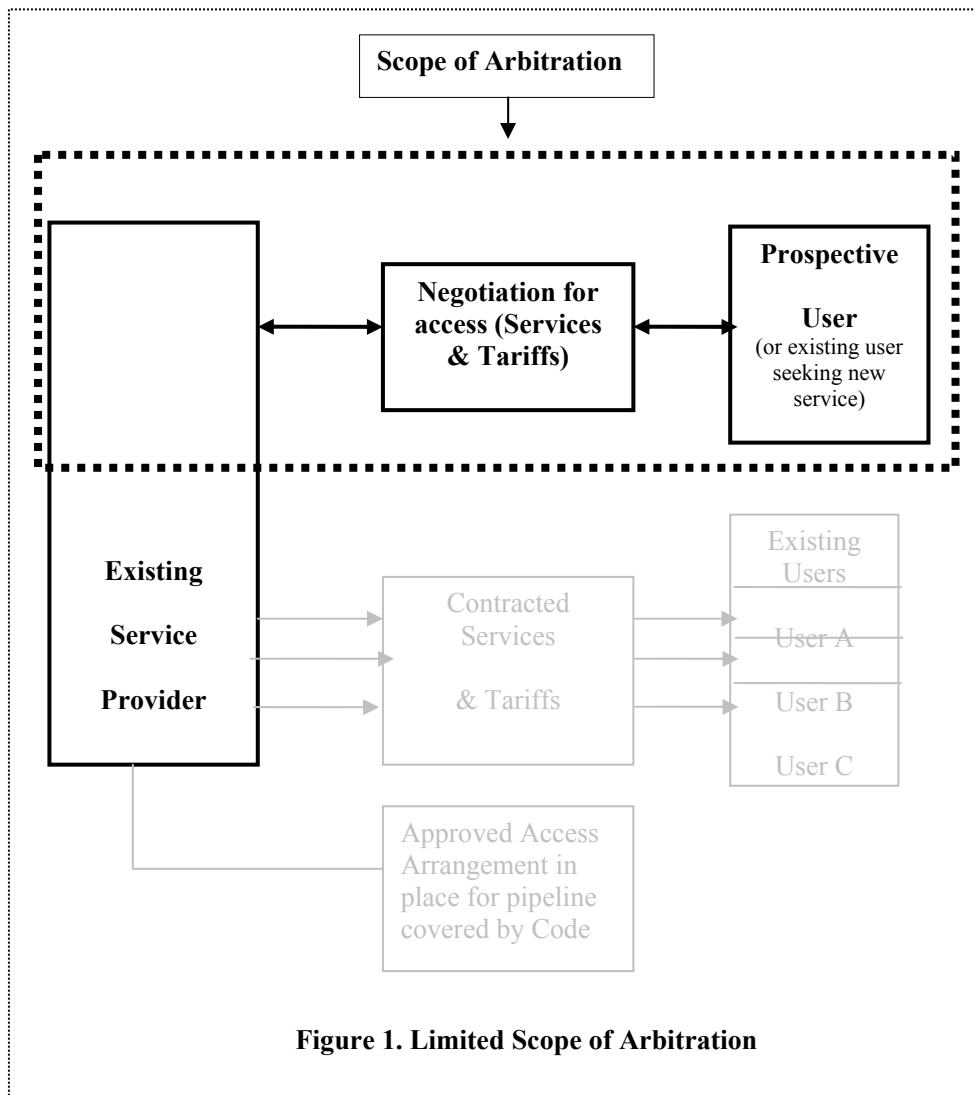 Scope of Arbitration
Negotiation for
access (Services
& Tariffs)
Prospective
User
(or existing user
seeking new
service)
Existing
Service
Provider
Contracted
Services
& Tariffs
Existing
Users
User A
User B
User C
Approved Access
Arrangement in
place for pipeline
covered by Code
Figure 1. Limited Scope of Arbitration